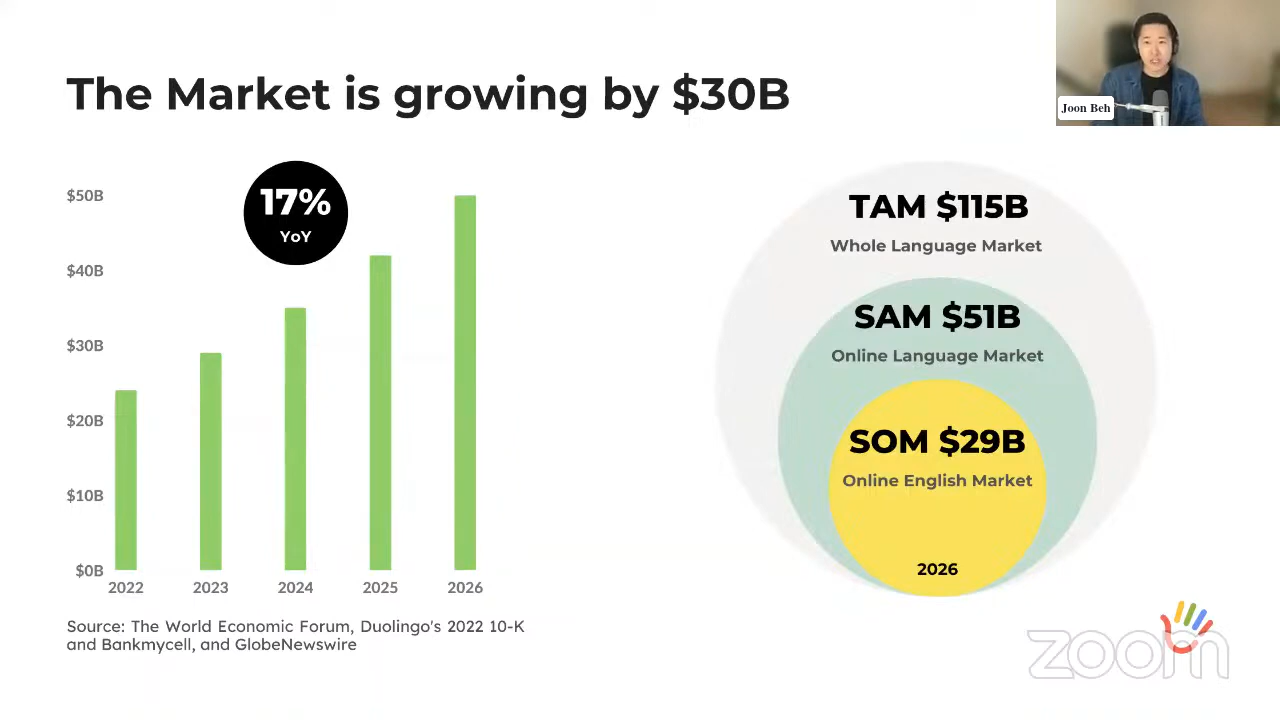 The Market is growing by $30B
Joon Beh
17%
YoY
$50B
$40B
$30B
$20B
$10B
$0B
2022 2023 2024 2025 2026
Source: The World Economic Forum, Duolingo's 2022 10-K
and Bankmycell, and GlobeNewswire
TAM $115B
Whole Language Market
SAM $51B
Online Language Market
SOM $29B
Online English Market
2026
zoom